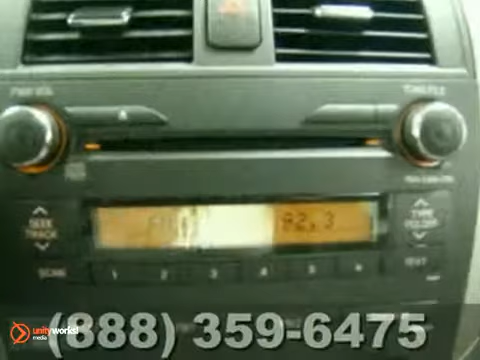 PWR VOL
TUNE/FILE
FM
92.3
SEEK
TRACK
TYPE
FOLDER
SCAN
1 2 3 4 5 6
TEXT
(888) 359-6475
unityworks!
media